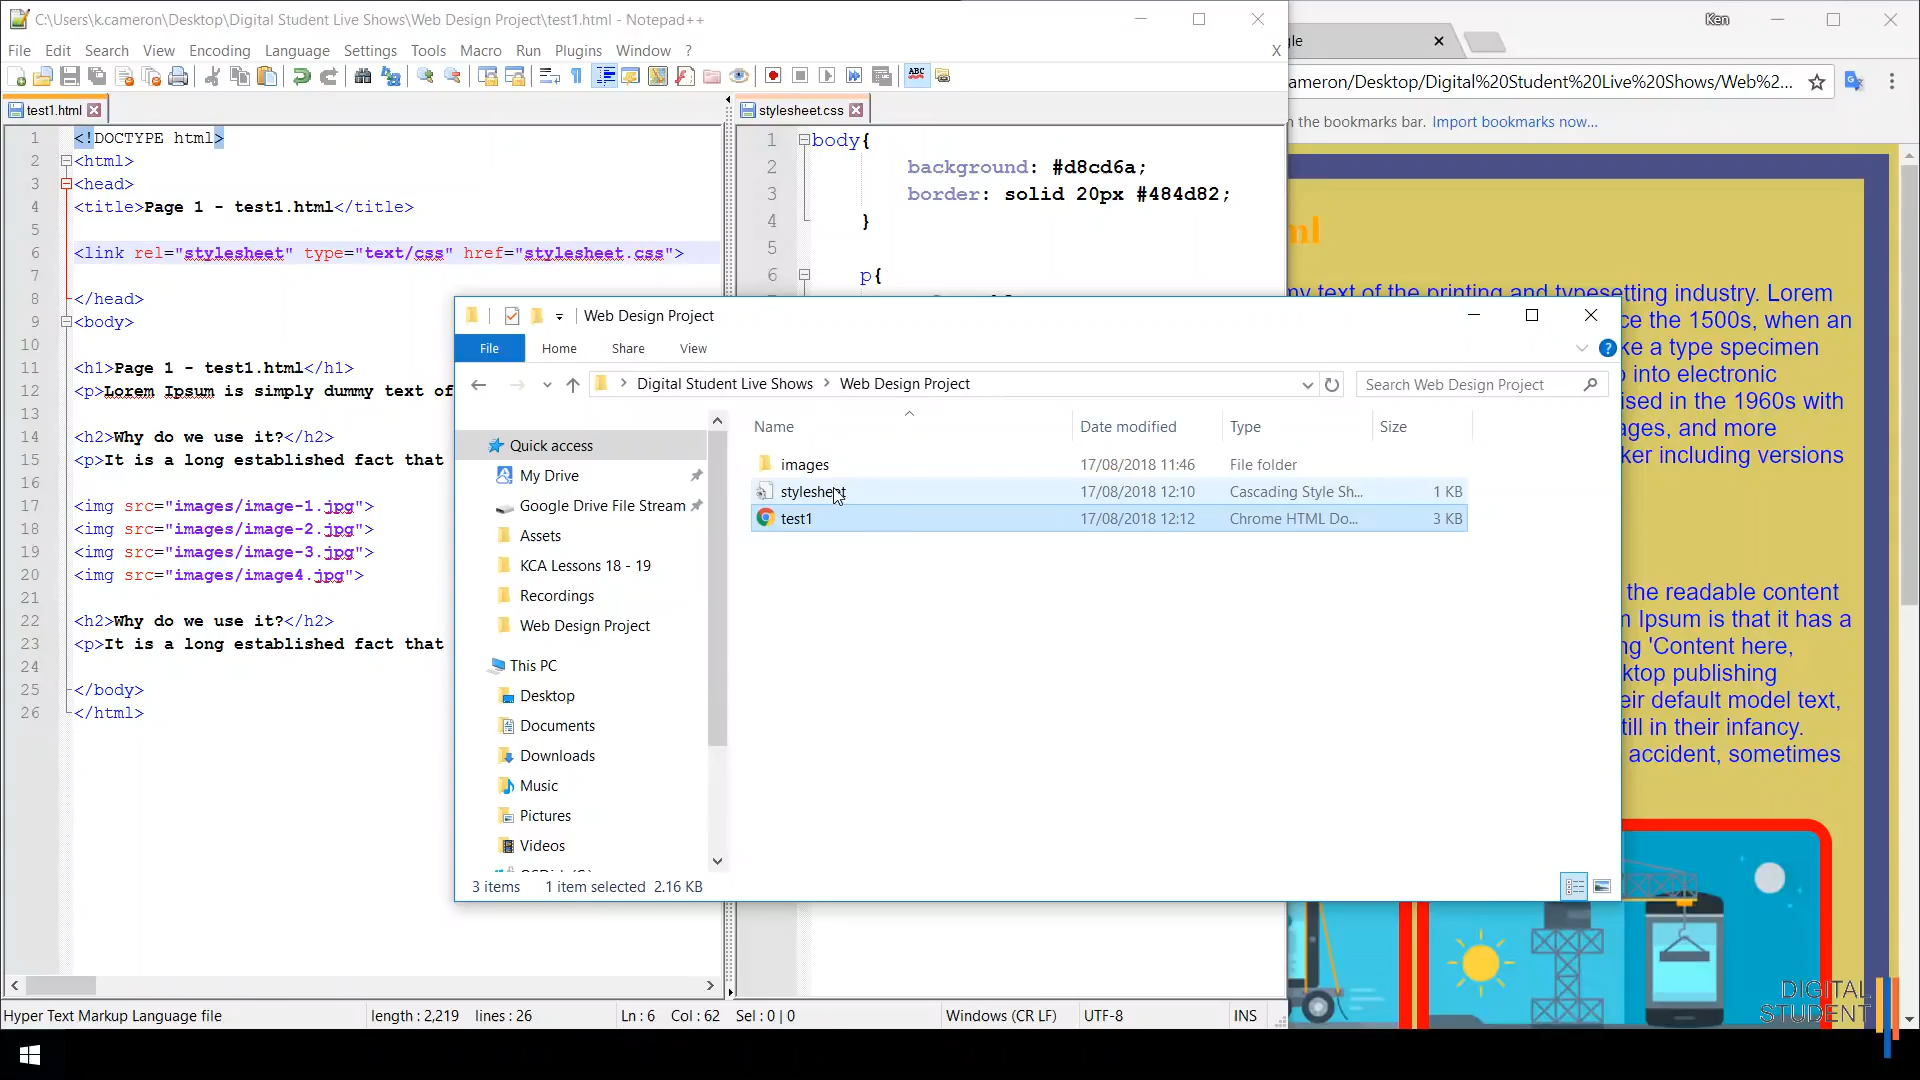 C:\Users\k.cameron\Desktop\Digital Student Live Shows\Web Design Project\test1.html - Notepad++
File Edit Search View Encoding Language Settings Tools Macro Run Plugins Window ? X
ABC
test1.html
1 <!DOCTYPE html>
2 <html>
3 <head>
4 <title>Page 1 - test1.html</title>
5
6 <link rel="stylesheet" type="text/css" href="stylesheet.css">
7
8 </head>
9 <body>
10
11 <h1>Page 1 - test1.html</h1>
12 <p>Lorem Ipsum is simply dummy text of
13
14 <h2>Why do we use it?</h2>
15 <p>It is a long established fact that
16
17 <img src="images/image-1.jpg">
18 <img src="images/image-2.jpg">
19 <img src="images/image-3.jpg">
20 <img src="images/image4.jpg">
21
22 <h2>Why do we use it?</h2>
23 <p>It is a long established fact that
24
25 </body>
26 </html>
stylesheet.css
1 body{
2 background: #d8cd6a;
3 border: solid 20px #484d82;
4 }
5
6 p{
Web Design Project
File Home Share View
Digital Student Live Shows > Web Design Project
Search Web Design Project
Quick access
My Drive
Google Drive File Stream
Assets
KCA Lessons 18 - 19
Recordings
Web Design Project
This PC
Desktop
Documents
Downloads
Music
Pictures
Videos
Name Date modified Type Size
images 17/08/2018 11:46 File folder
stylesheet 17/08/2018 12:10 Cascading Style Sh... 1 KB
test1 17/08/2018 12:12 Chrome HTML Do... 3 KB
3 items 1 item selected 2.16 KB
Ken
gle
ameron/Desktop/Digital%20Student%20Live%20Shows/Web%2...
n the bookmarks bar. Import bookmarks now...
ml
my text of the printing and typesetting industry. Lorem
ce the 1500s, when an
ke a type specimen
into electronic
ised in the 1960s with
ages, and more
ker including versions
the readable content
m Ipsum is that it has a
ng 'Content here,
ktop publishing
eir default model text,
till in their infancy.
accident, sometimes
DIGITAL
STUDENT
Hyper Text Markup Language file length : 2,219 lines : 26 Ln : 6 Col : 62 Sel : 0 | 0 Windows (CR LF) UTF-8 INS